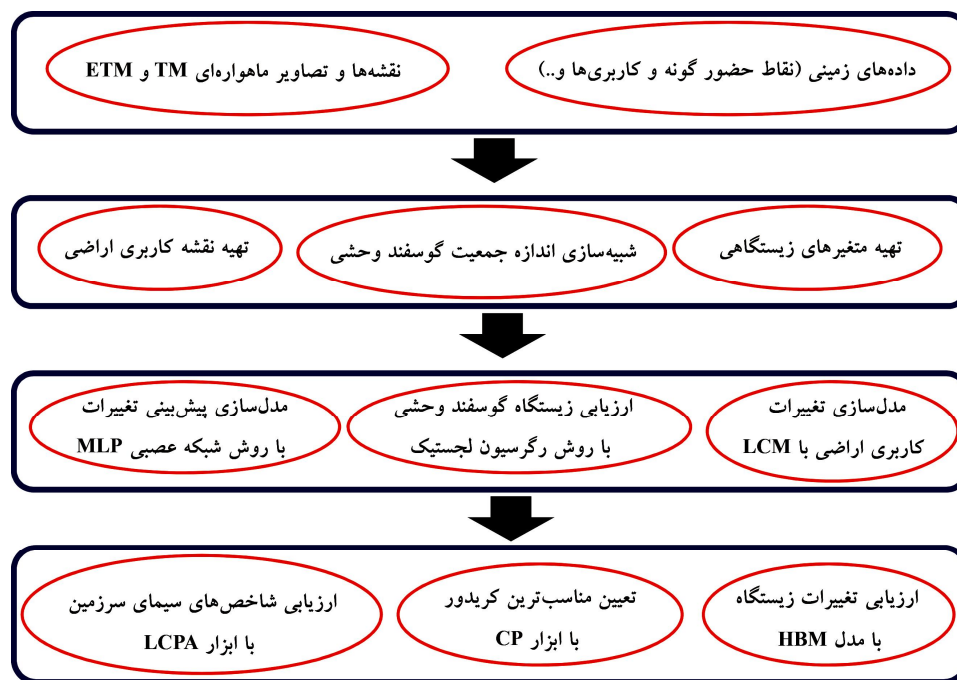 داده‌های زمینی (نقاط حضور گونه و کاربری‌ها و..)
نقشه‌ها و تصاویر ماهواره‌ای TM و ETM
تهیه متغیرهای زیستگاهی
شبیه‌سازی اندازه جمعیت گوسفند وحشی
تهیه نقشه کاربری اراضی
مدل‌سازی تغییرات
کاربری اراضی با LCM
ارزیابی زیستگاه گوسفند وحشی
با روش رگرسیون لجستیک
مدل‌سازی پیش‌بینی تغییرات
با روش شبکه عصبی MLP
ارزیابی تغییرات زیستگاه
با مدل HBM
تعیین مناسب‌ترین کریدور
با ابزار CP
ارزیابی شاخص‌های سیمای سرزمین
با ابزار LCPA